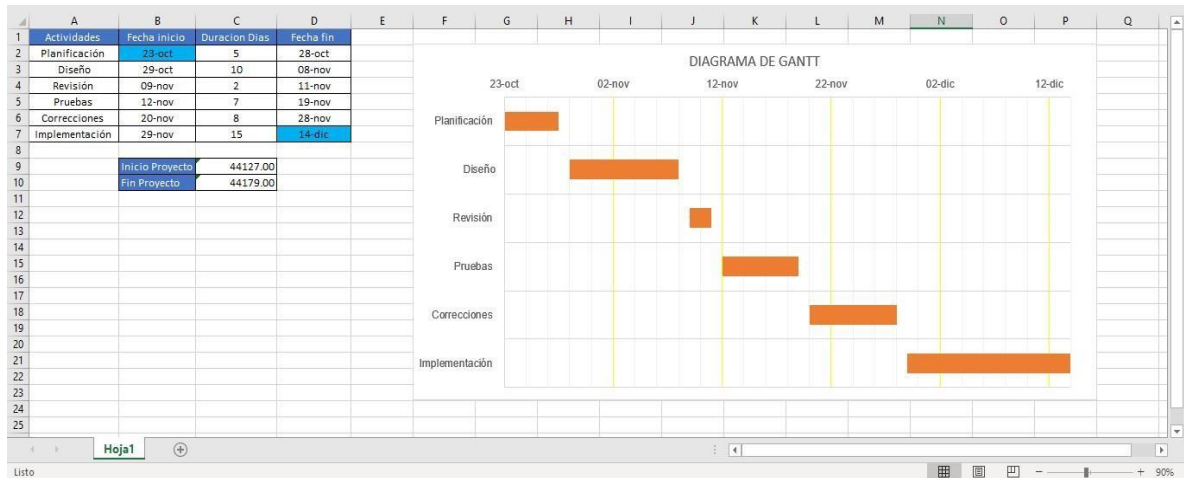 A B C D E F G H I J K L M N O P Q
1 Actividades Fecha inicio Duracion Dias Fecha fin
2 Planificación 23-oct 5 28-oct
3 Diseño 29-oct 10 08-nov
4 Revisión 09-nov 2 11-nov
5 Pruebas 12-nov 7 19-nov
6 Correcciones 20-nov 8 28-nov
7 Implementación 29-nov 15 14-dic
8
9 Inicio Proyecto 44127.00
10 Fin Proyecto 44179.00
11
12
13
14
15
16
17
18
19
20
21
22
23
24
25
DIAGRAMA DE GANTT
23-oct 02-nov 12-nov 22-nov 02-dic 12-dic
Planificación
Diseño
Revisión
Pruebas
Correcciones
Implementación
Hoja1
Listo 90%